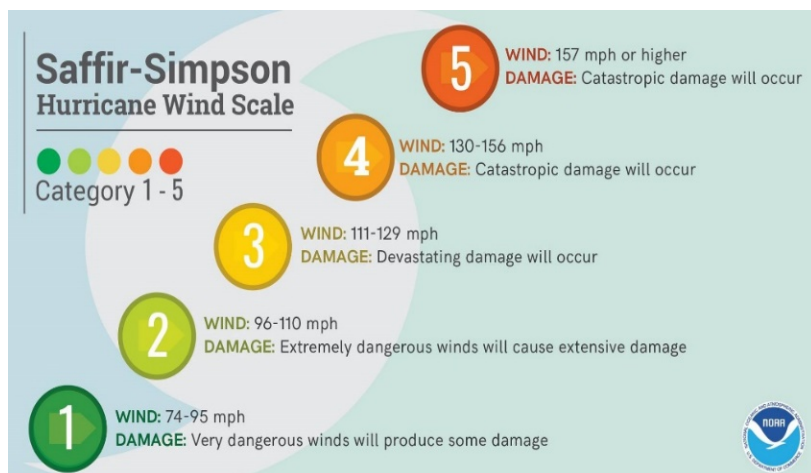 Saffir-Simpson
Hurricane Wind Scale
Category 1 - 5
5
WIND: 157 mph or higher
DAMAGE: Catastropic damage will occur
4
WIND: 130-156 mph
DAMAGE: Catastropic damage will occur
3
WIND: 111-129 mph
DAMAGE: Devastating damage will occur
2
WIND: 96-110 mph
DAMAGE: Extremely dangerous winds will cause extensive damage
1
WIND: 74-95 mph
DAMAGE: Very dangerous winds will produce some damage
NOAA